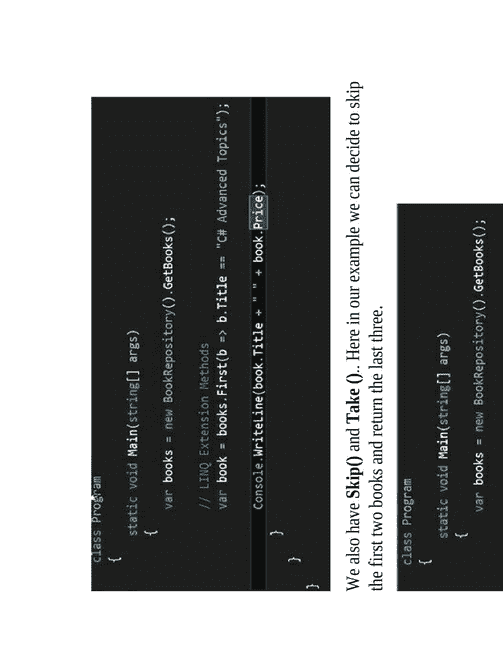 class Program
{
static void Main(string[] args)
{
var books = new BookRepository().GetBooks();
// LINQ Extension Methods
var book = books.First(b => b.Title == "C# Advanced Topics");
Console.WriteLine(book.Title + " " + book.Price);
}
}
}
We also have Skip() and Take ().. Here in our example we can decide to skip
the first two books and return the last three.
class Program
{
static void Main(string[] args)
{
var books = new BookRepository().GetBooks();